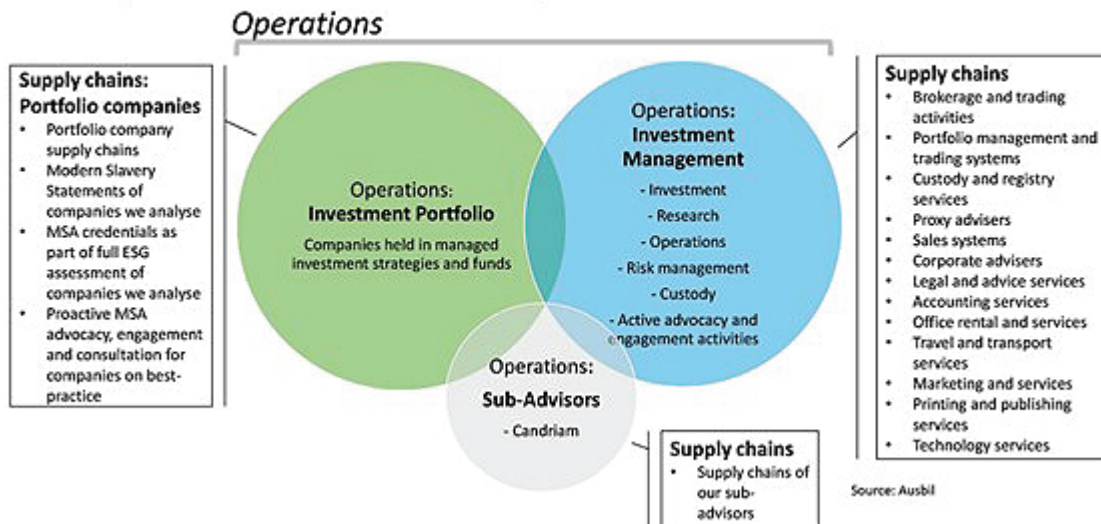 Operations
Supply chains:
Portfolio companies
• Portfolio company
supply chains
• Modern Slavery
Statements of
companies we analyse
• MSA credentials as
part of full ESG
assessment of
companies we analyse
• Proactive MSA
advocacy, engagement
and consultation for
companies on best-
practice
Operations:
Investment Portfolio
Companies held in managed
investment strategies and funds
Operations:
Investment
Management
- Investment
- Research
- Operations
- Risk management
- Custody
- Active advocacy and
engagement activities
Operations:
Sub-Advisors
- Candriam
Supply chains
• Supply chains of
our sub-
advisors
Supply chains
• Brokerage and trading
activities
• Portfolio management and
trading systems
• Custody and registry
services
• Proxy advisers
• Sales systems
• Corporate advisers
• Legal and advice services
• Accounting services
• Office rental and services
• Travel and transport
services
• Marketing and services
• Printing and publishing
services
• Technology services
Source: Ausbil